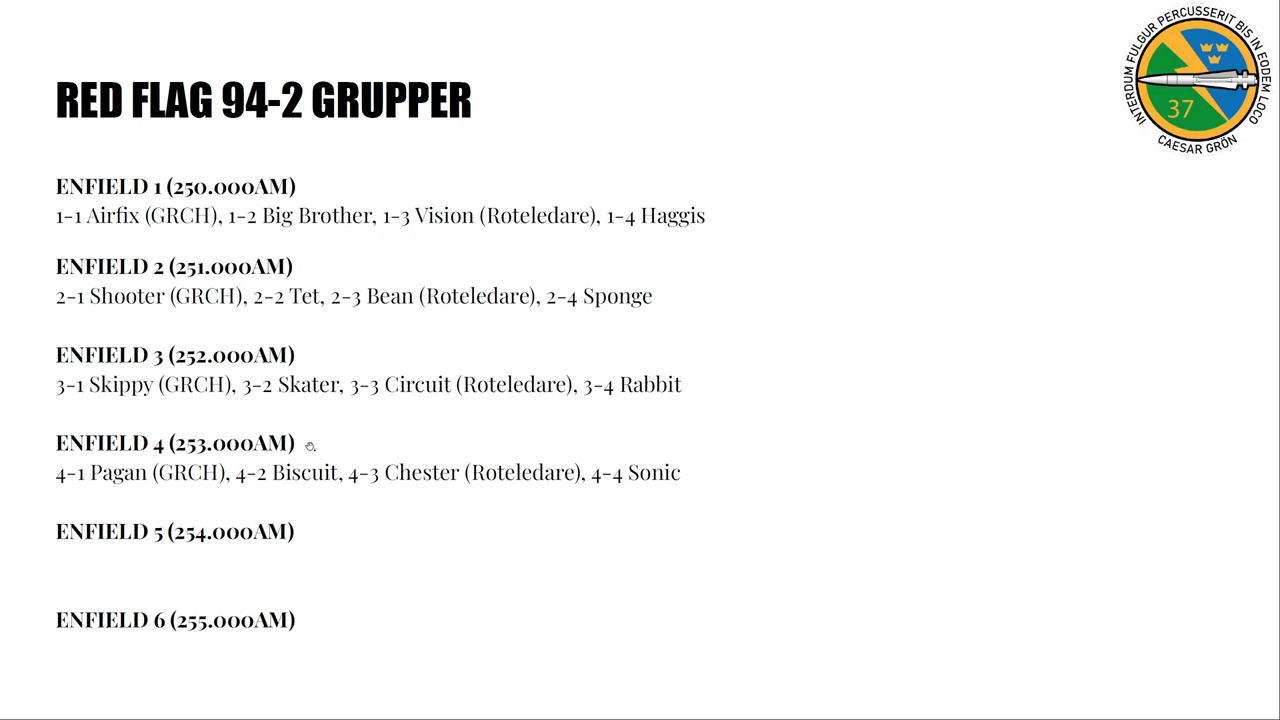 RED FLAG 94-2 GRUPPER
INTERDUM FULGUR PERCUSSERIT BIS IN EODEM LOCO
37
CAESAR GRÖN
ENFIELD 1 (250.000AM)
1-1 Airfix (GRCH), 1-2 Big Brother, 1-3 Vision (Roteledare), 1-4 Haggis
ENFIELD 2 (251.000AM)
2-1 Shooter (GRCH), 2-2 Tet, 2-3 Bean (Roteledare), 2-4 Sponge
ENFIELD 3 (252.000AM)
3-1 Skippy (GRCH), 3-2 Skater, 3-3 Circuit (Roteledare), 3-4 Rabbit
ENFIELD 4 (253.000AM)
4-1 Pagan (GRCH), 4-2 Biscuit, 4-3 Chester (Roteledare), 4-4 Sonic
ENFIELD 5 (254.000AM)
ENFIELD 6 (255.000AM)